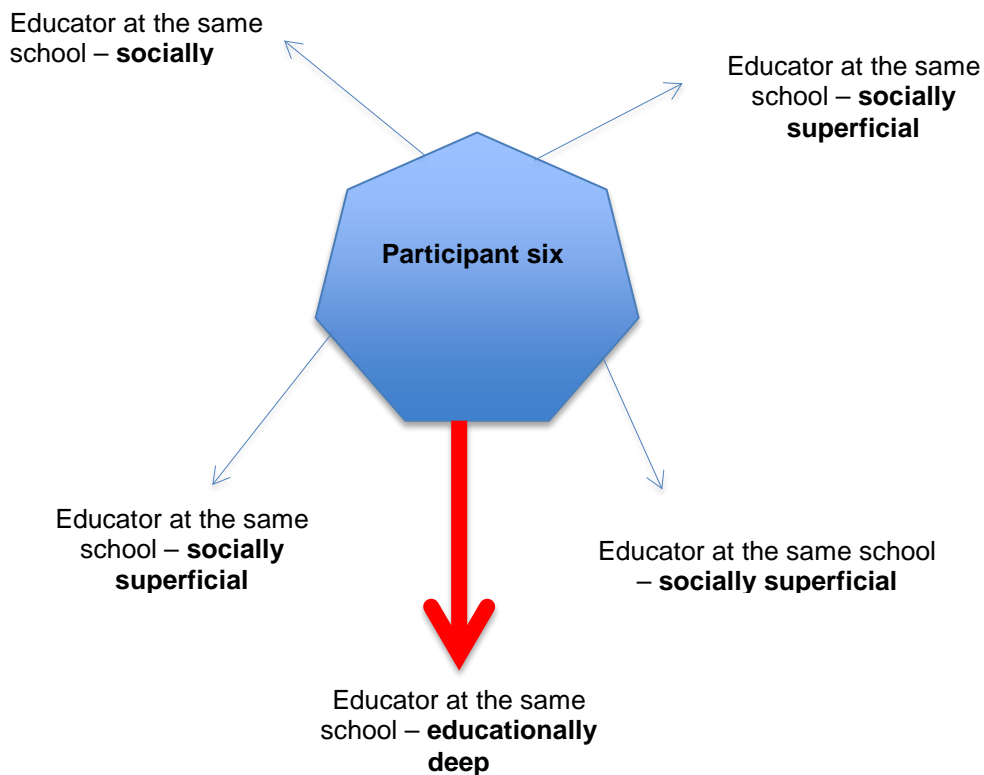 Educator at the same
school – socially
Educator at the same
school – socially
superficial
Participant six
Educator at the same
school – socially
superficial
Educator at the same school
– socially superficial
Educator at the same
school – educationally
deep